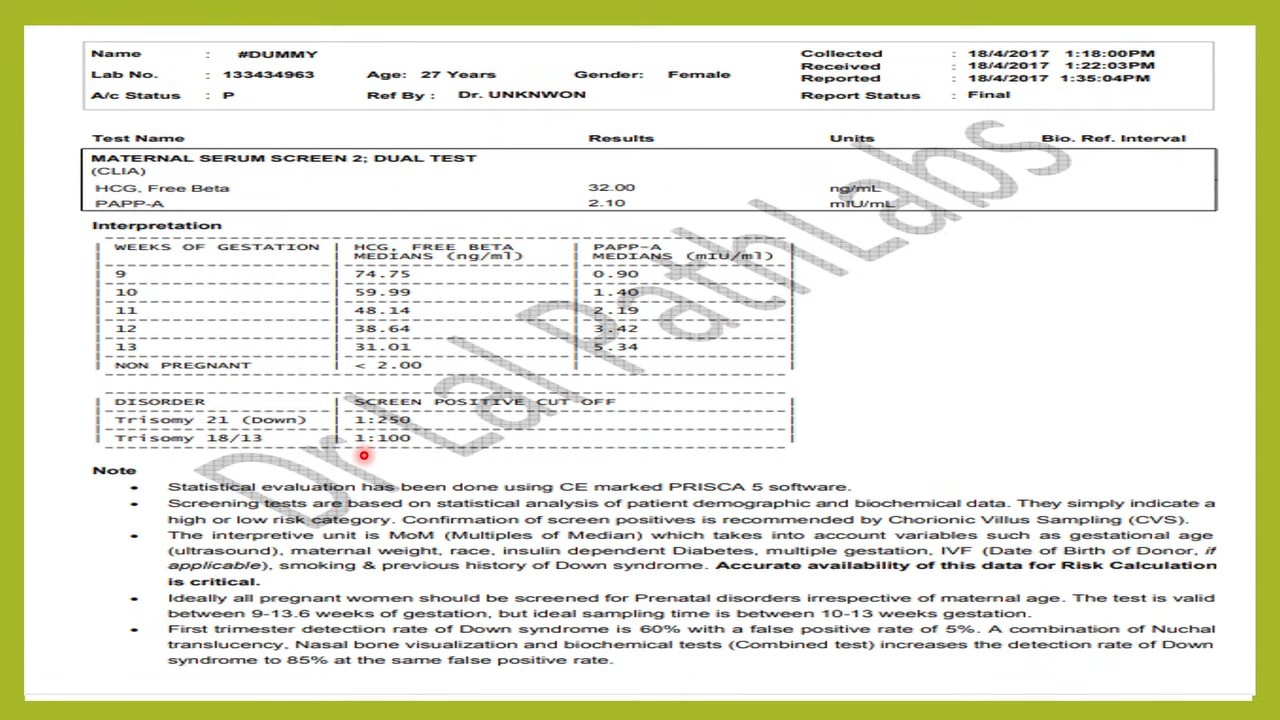 Name : #DUMMY Collected : 18/4/2017 1:18:00PM
Received : 18/4/2017 1:22:03PM
Lab No. : 133434963 Age: 27 Years Gender: Female Reported : 18/4/2017 1:35:04PM
A/c Status : P Ref By : Dr. UNKNWON Report Status : Final
Test Name Results Units Bio. Ref. Interval
MATERNAL SERUM SCREEN 2; DUAL TEST
(CLIA)
HCG, Free Beta 32.00 ng/mL
PAPP-A 2.10 mIU/mL
Interpretation
| WEEKS OF GESTATION | HCG, FREE BETA | PAPP-A |
| | MEDIANS (ng/ml) | MEDIANS (mIU/ml) |
| 9 | 74.75 | 0.90 |
| 10 | 59.99 | 1.40 |
| 11 | 48.14 | 2.19 |
| 12 | 38.64 | 3.42 |
| 13 | 31.01 | 5.34 |
| NON PREGNANT | < 2.00 | |
| DISORDER | SCREEN POSITIVE CUT OFF |
| Trisomy 21 (Down) | 1:250 |
| Trisomy 18/13 | 1:100 |
Dr Lal PathLabs
Note
• Statistical evaluation has been done using CE marked PRISCA 5 software.
• Screening tests are based on statistical analysis of patient demographic and biochemical data. They simply indicate a
high or low risk category. Confirmation of screen positives is recommended by Chorionic Villus Sampling (CVS).
• The interpretive unit is MoM (Multiples of Median) which takes into account variables such as gestational age
(ultrasound), maternal weight, race, insulin dependent Diabetes, multiple gestation, IVF (Date of Birth of Donor, if
applicable), smoking & previous history of Down syndrome. Accurate availability of this data for Risk Calculation
is critical.
• Ideally all pregnant women should be screened for Prenatal disorders irrespective of maternal age. The test is valid
between 9-13.6 weeks of gestation, but ideal sampling time is between 10-13 weeks gestation.
• First trimester detection rate of Down syndrome is 60% with a false positive rate of 5%. A combination of Nuchal
translucency, Nasal bone visualization and biochemical tests (Combined test) increases the detection rate of Down
syndrome to 85% at the same false positive rate.